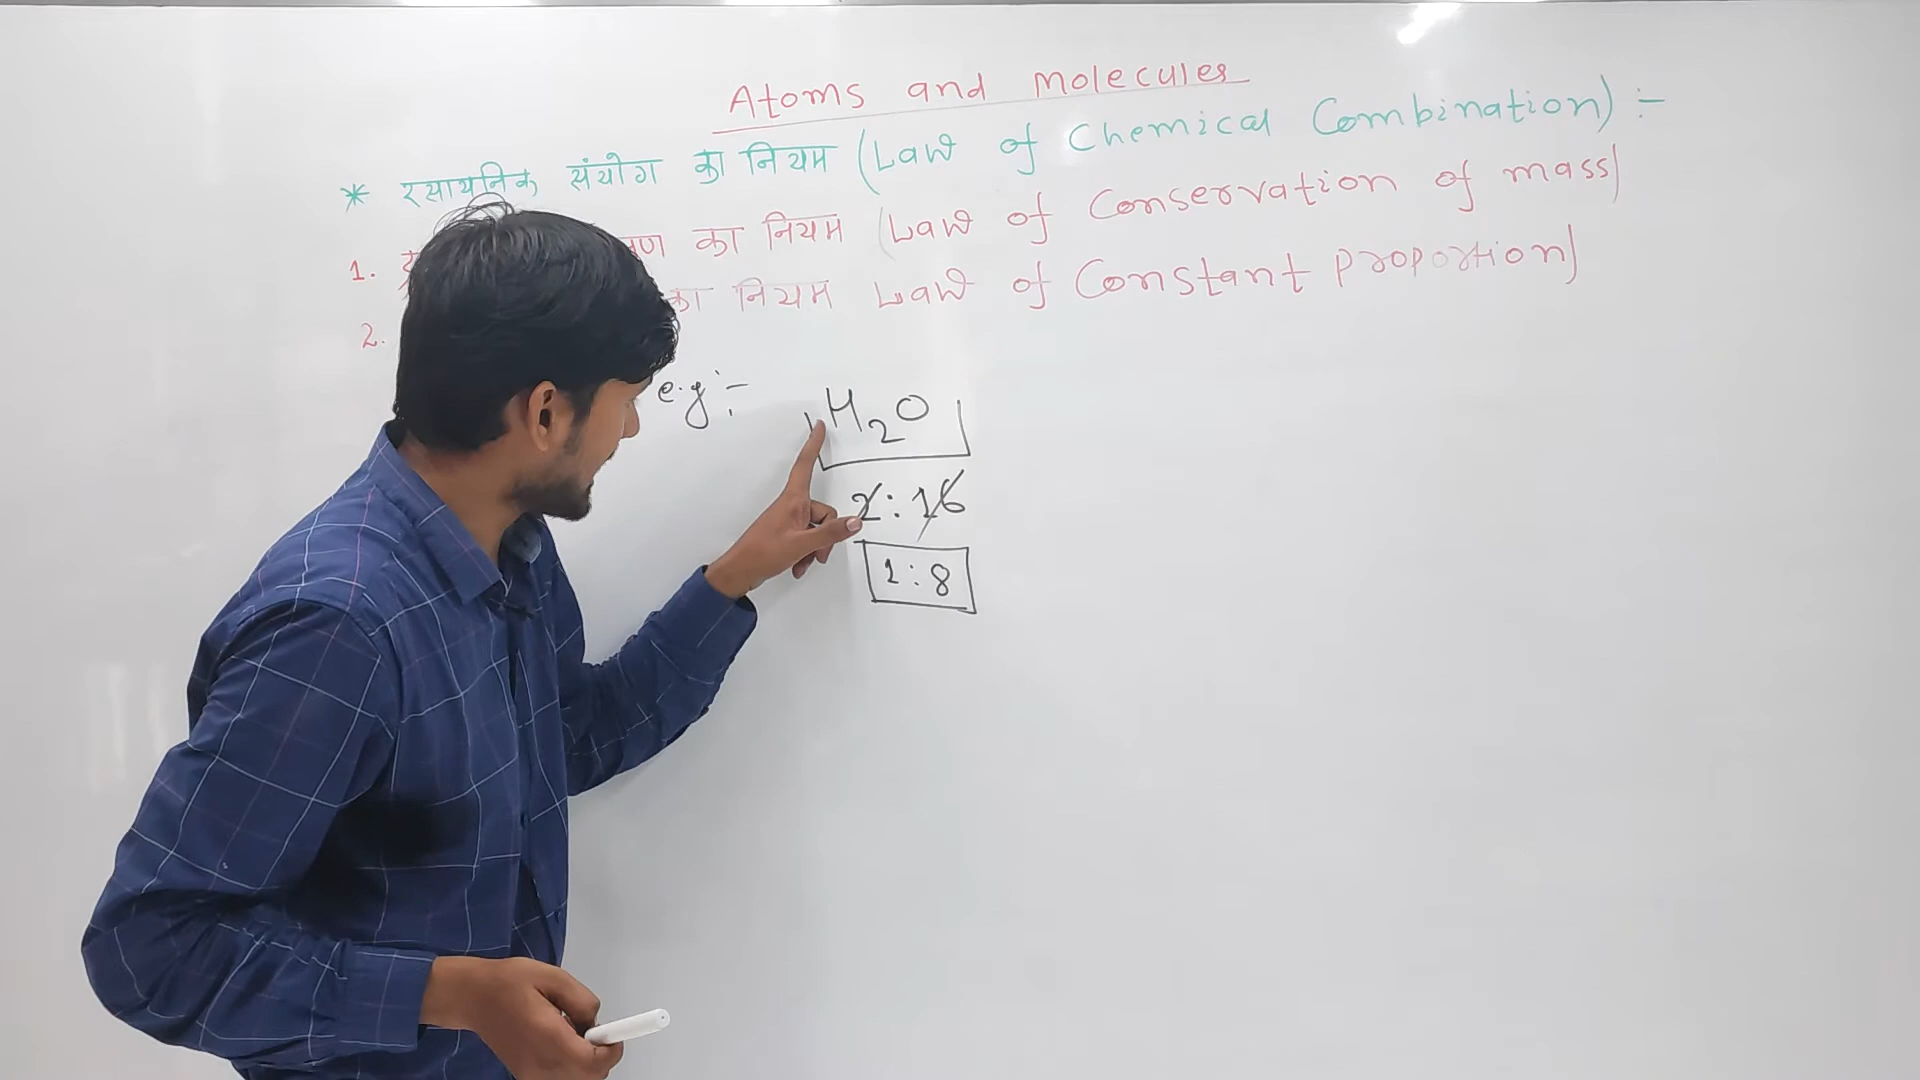 Atoms and Molecules
* रसायनिक संयोग का नियम (Law of Chemical Combination) :-
1. का नियम (Law of Conservation of mass)
2. का नियम Law of Constant proportion)
e.g :-
H₂O
2 : 16
1 : 8